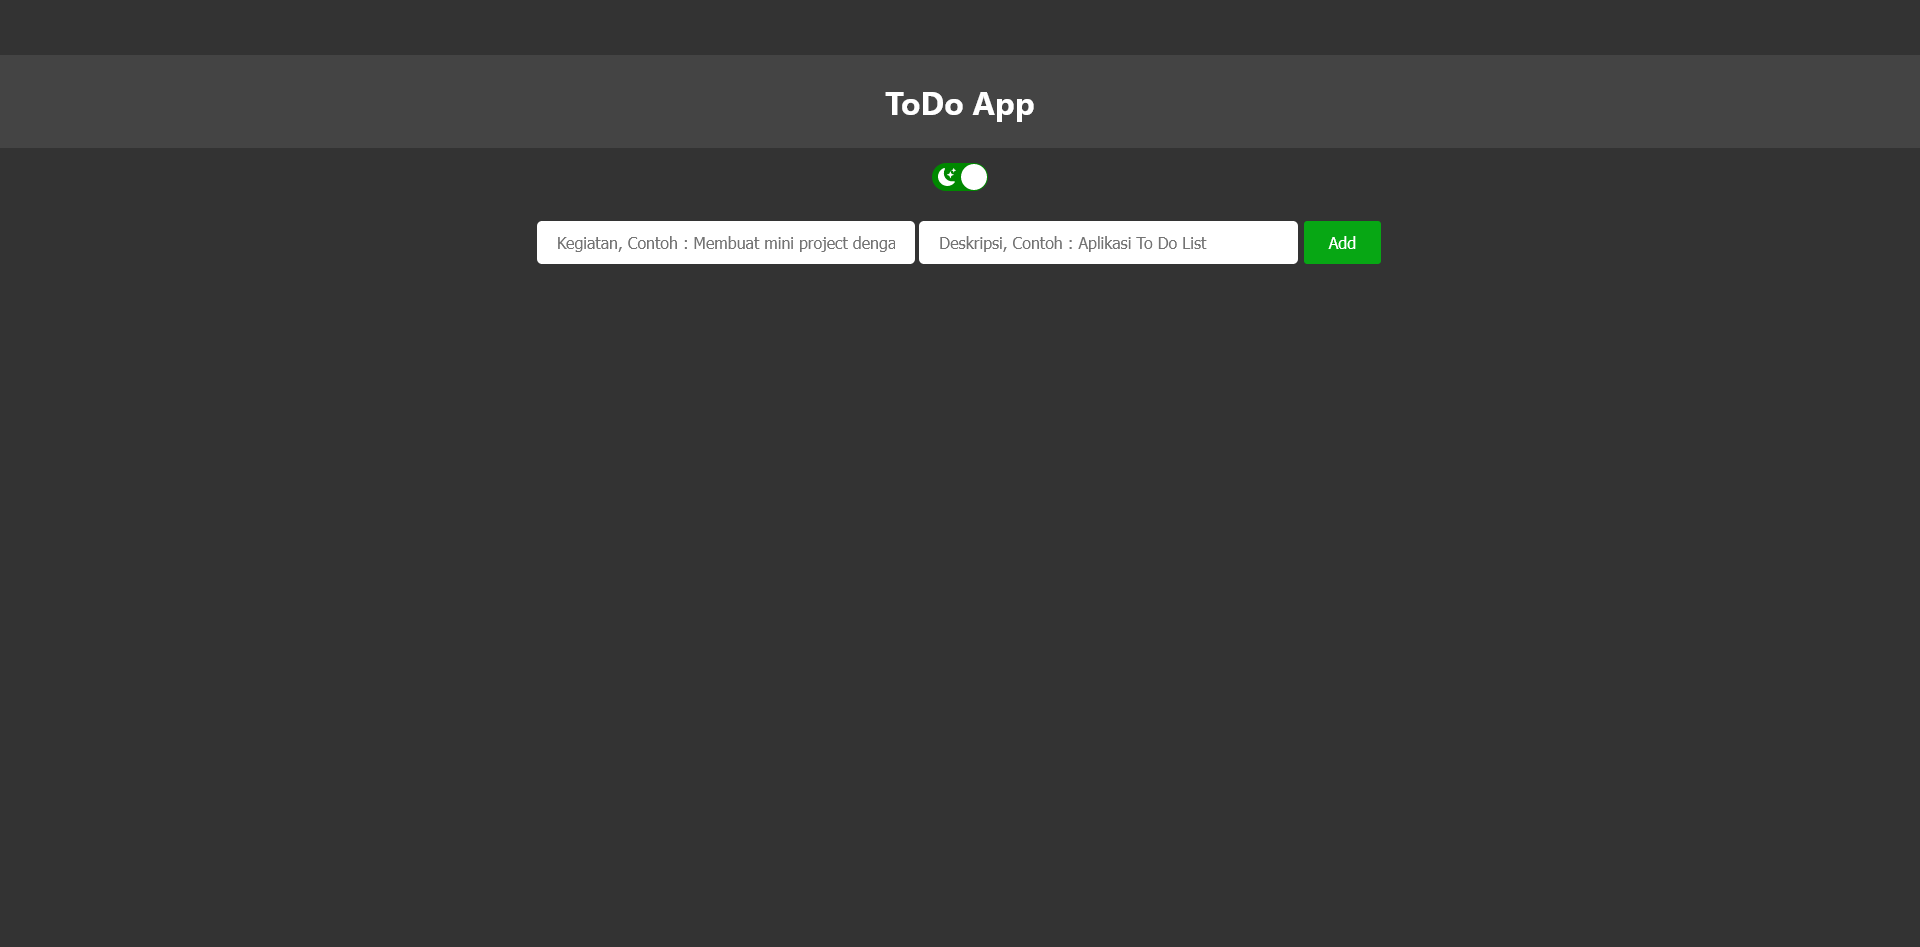 ToDo App
Kegiatan, Contoh : Membuat mini project denga
Deskripsi, Contoh : Aplikasi To Do List
Add